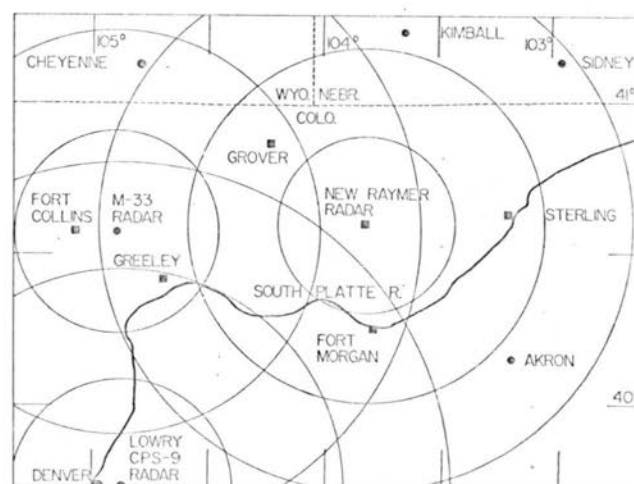 105°
104°
KIMBALL
103°
CHEYENNE
SIDNEY
WYO. NEBR.
41°
COLO.
GROVER
FORT
COLLINS
M-33
RADAR
NEW RAYMER
RADAR
STERLING
GREELEY
SOUTH PLATTE R.
FORT
MORGAN
AKRON
40°
LOWRY
CPS-9
RADAR
DENVER